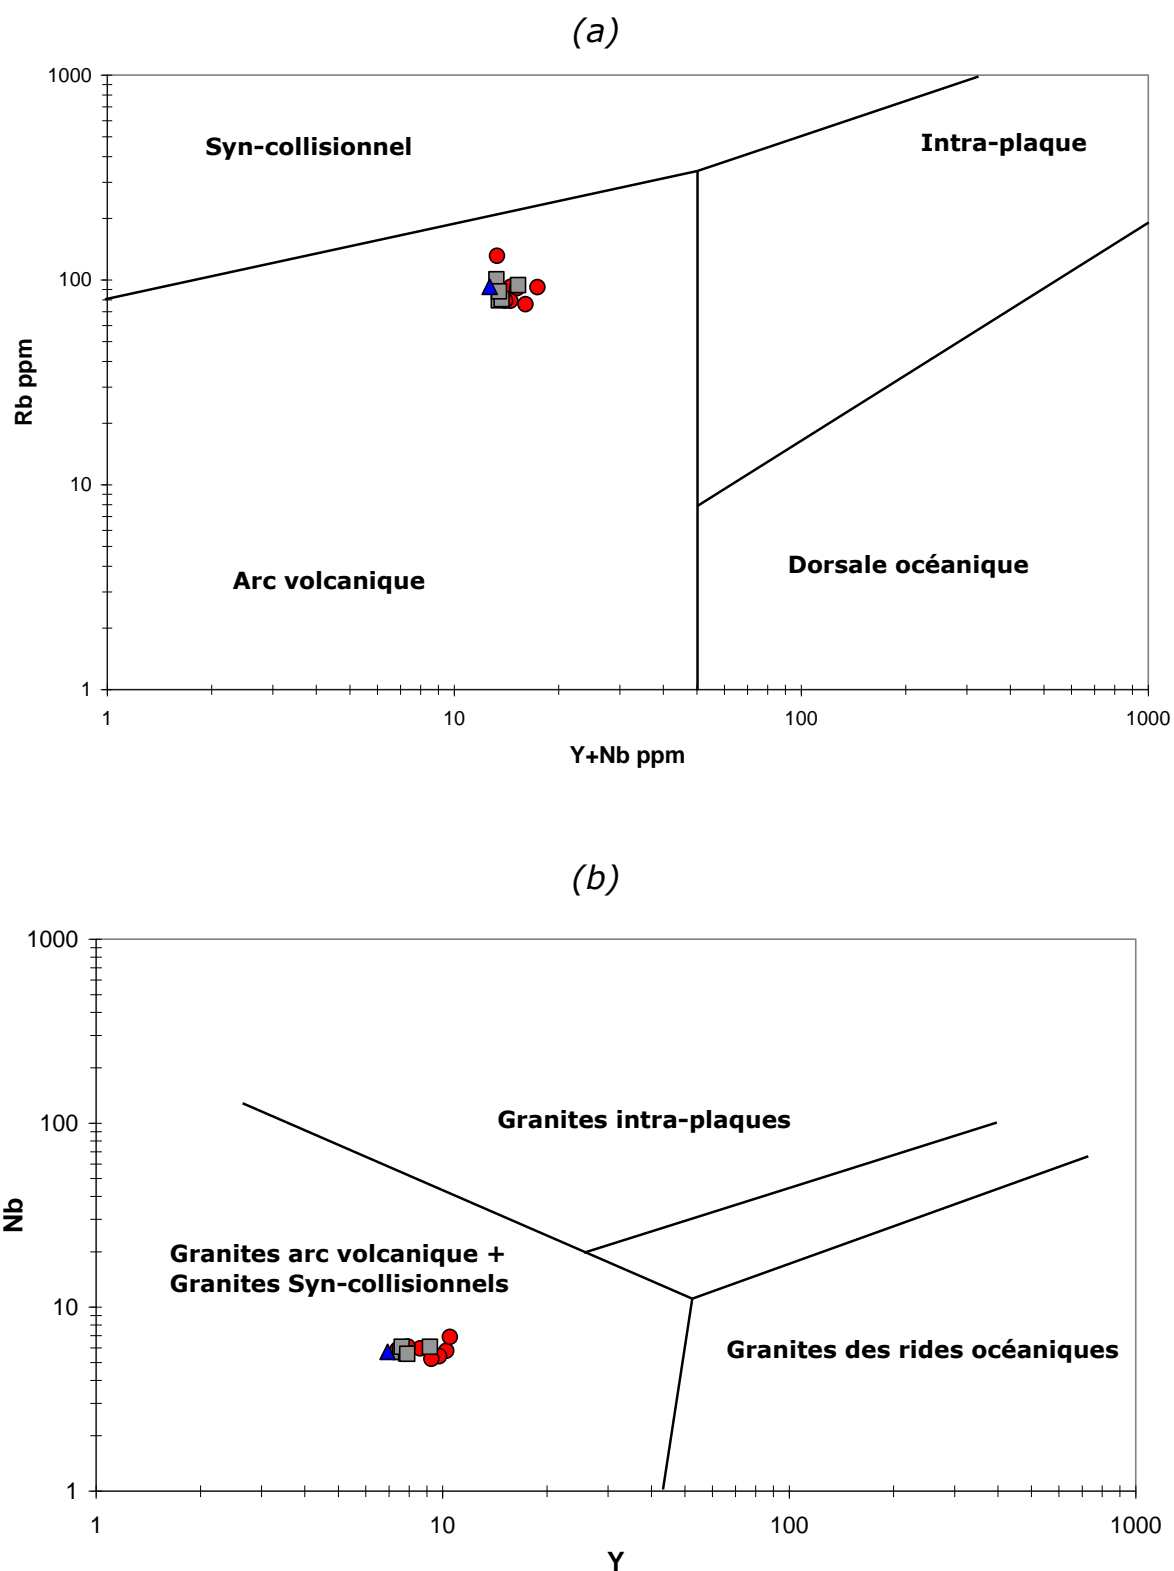 (a)
1000
Syn-collisionnel
Intra-plaque
100
Rb ppm
10
Arc volcanique
Dorsale océanique
1
1 10 100 1000
Y+Nb ppm
(b)
1000
100
Granites intra-plaques
Nb
Granites arc volcanique +
Granites Syn-collisionnels
10
Granites des rides océaniques
1
1 10 100 1000
Y